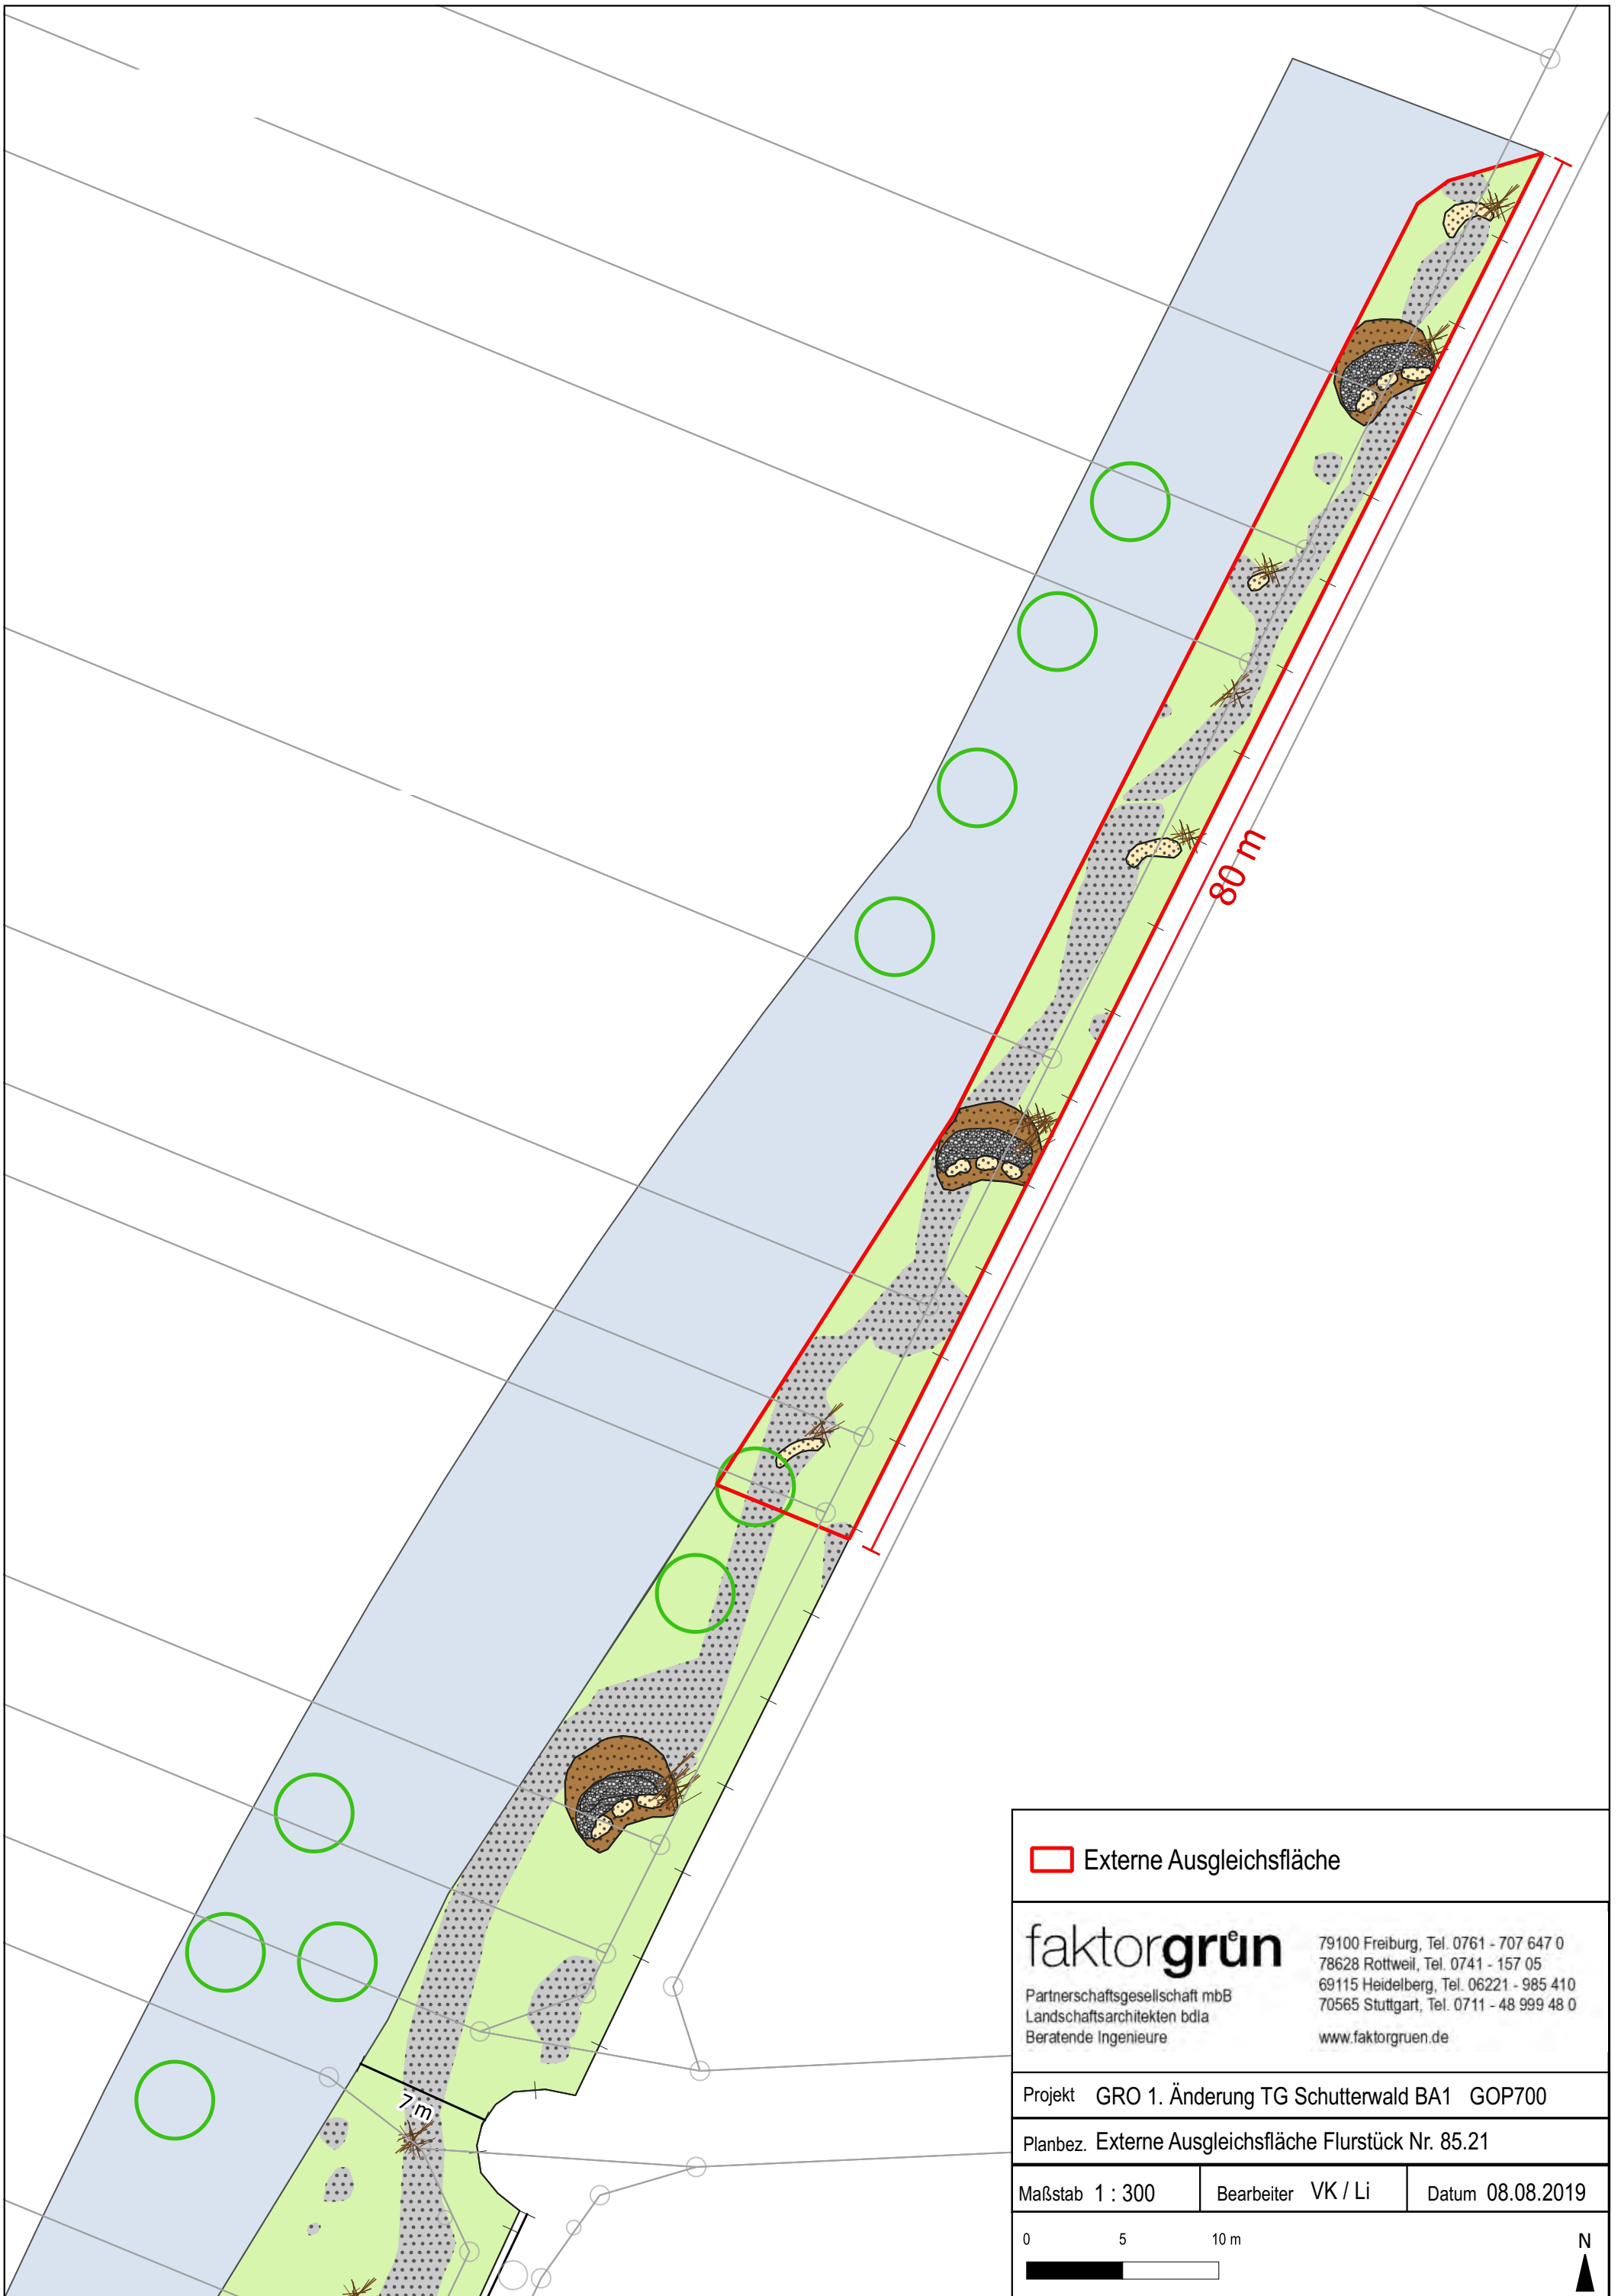 80 m
7 m
Externe Ausgleichsfläche
faktorgrün
Partnerschaftsgesellschaft mbB
Landschaftsarchitekten bdla
Beratende Ingenieure
79100 Freiburg, Tel. 0761 - 707 647 0
78628 Rottweil, Tel. 0741 - 157 05
69115 Heidelberg, Tel. 06221 - 985 410
70565 Stuttgart, Tel. 0711 - 48 999 48 0
www.faktorgruen.de
Projekt GRO 1. Änderung TG Schutterwald BA1 GOP700
Planbez. Externe Ausgleichsfläche Flurstück Nr. 85.21
Maßstab 1 : 300 Bearbeiter VK / Li Datum 08.08.2019
0 5 10 m
N